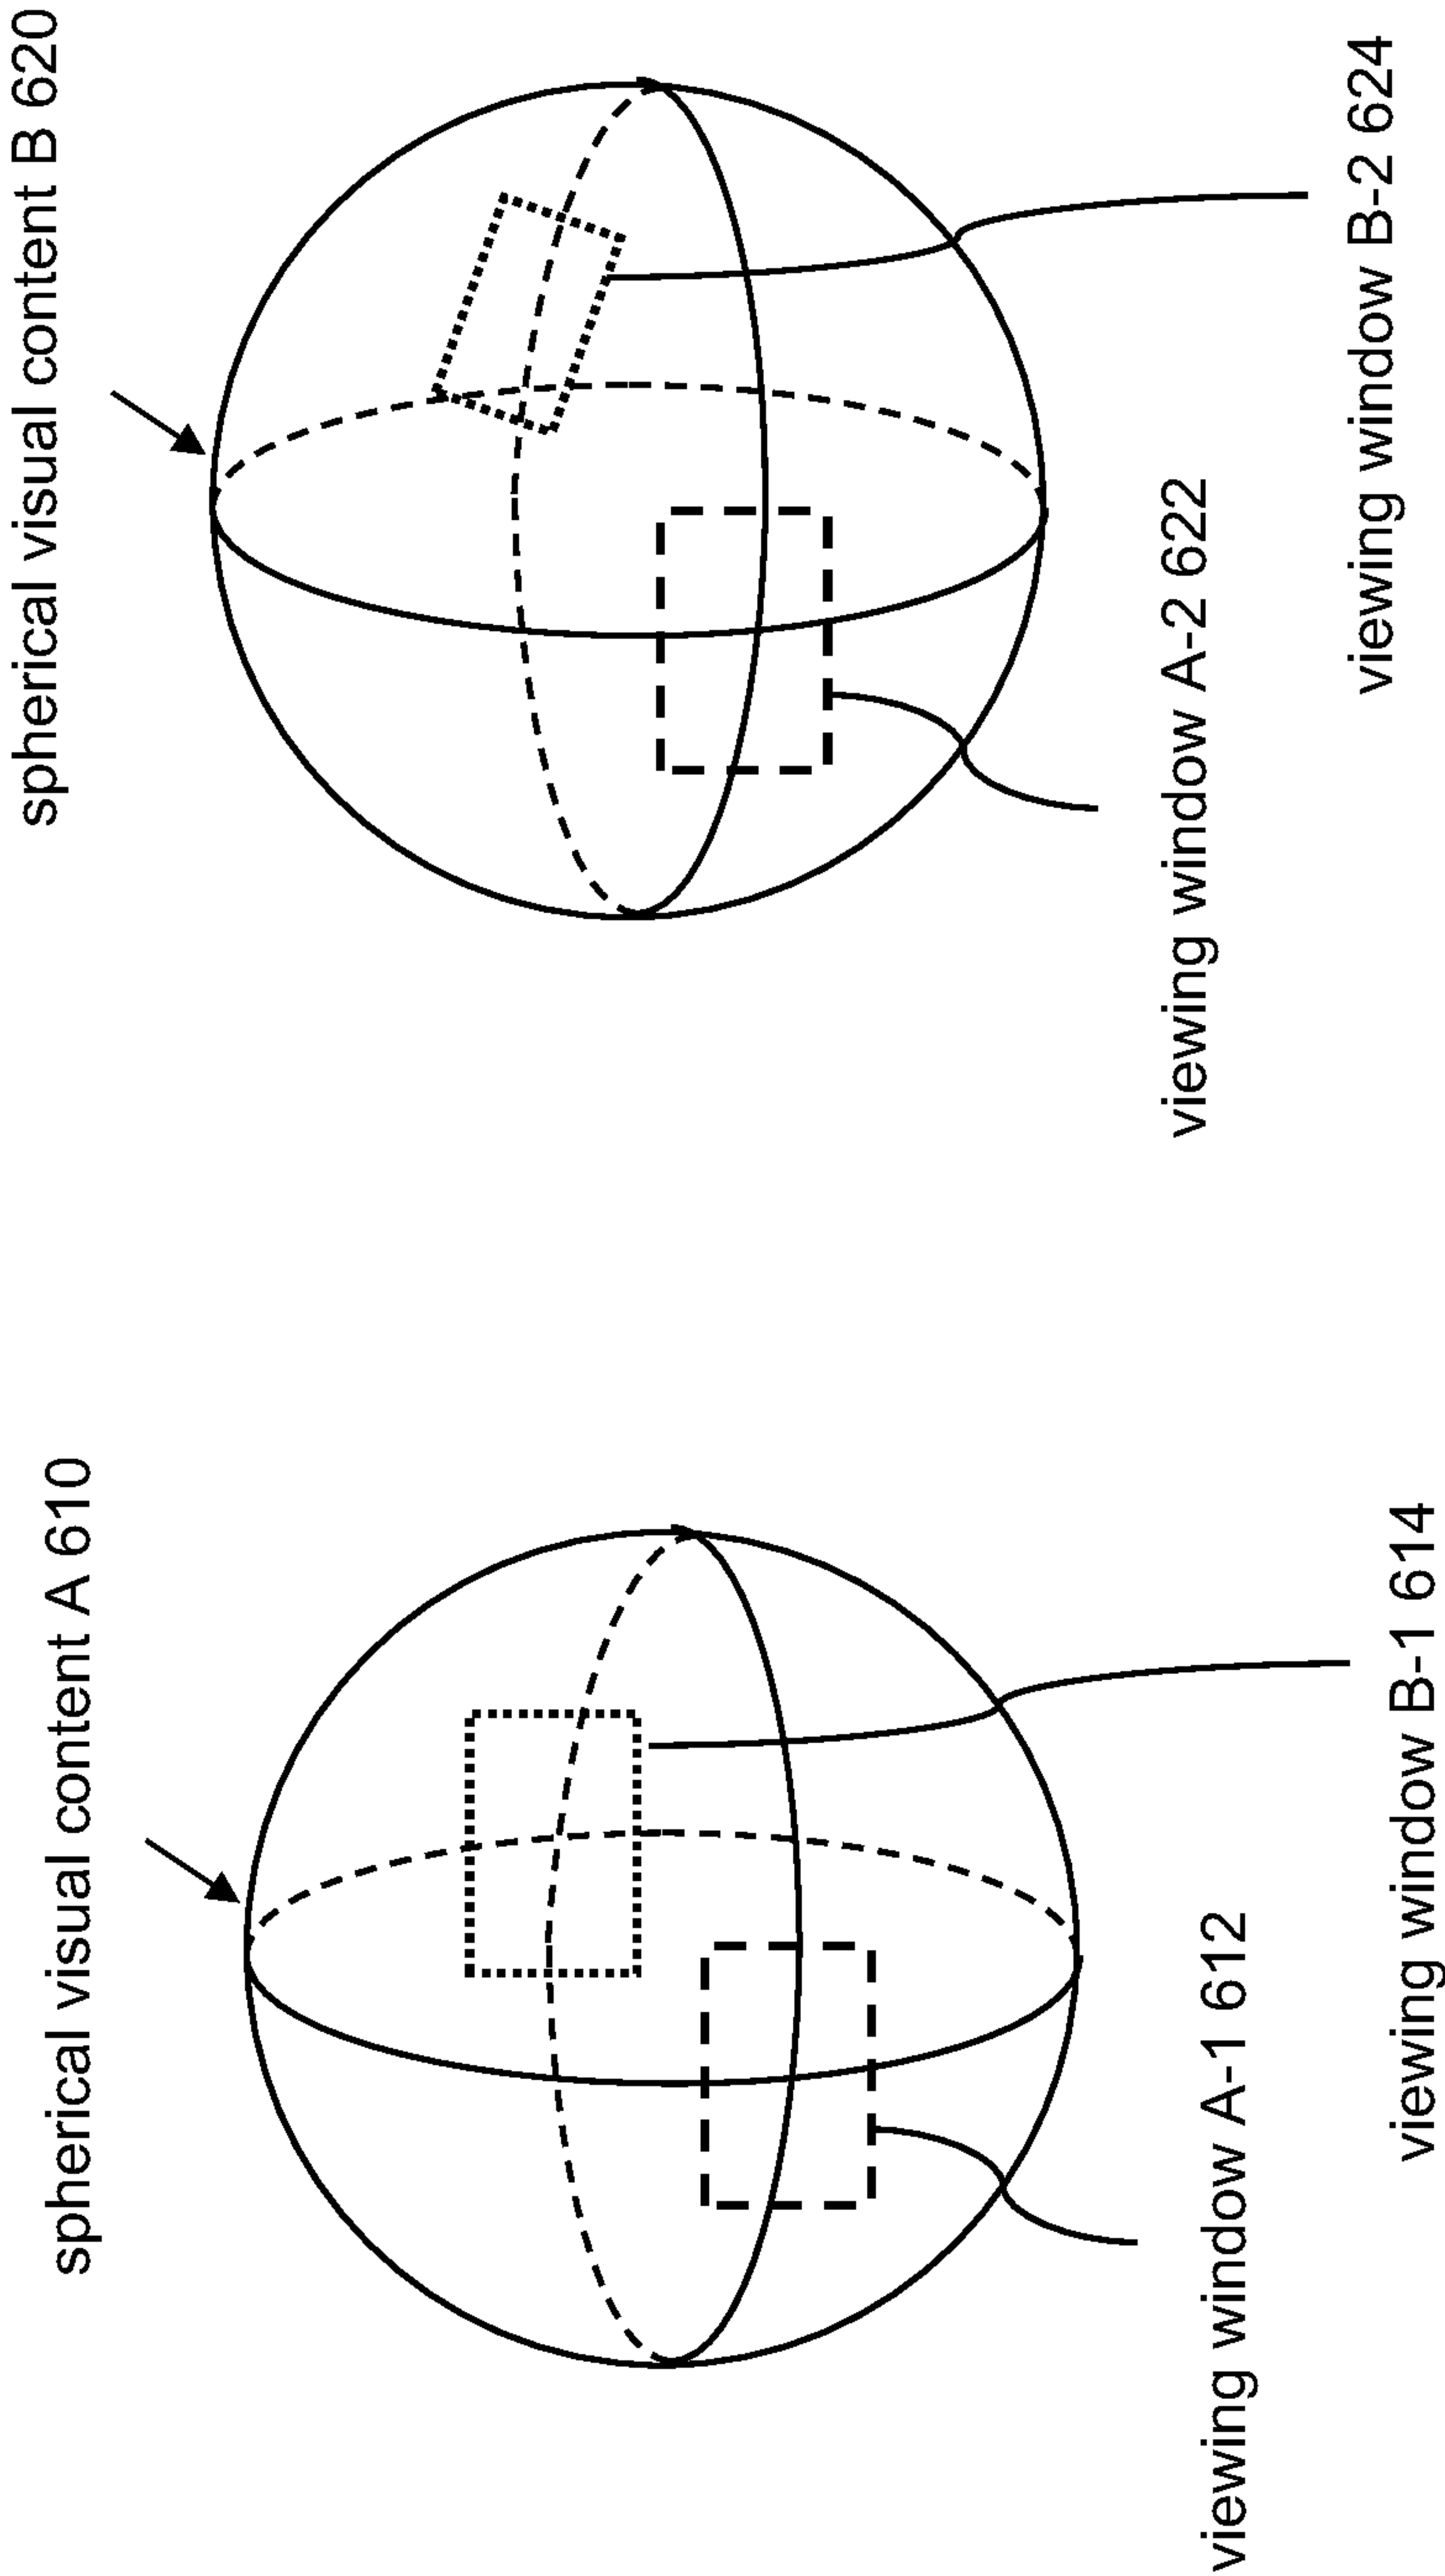 spherical visual content A 610
viewing window A-1 612
viewing window B-1 614
spherical visual content B 620
viewing window A-2 622
viewing window B-2 624